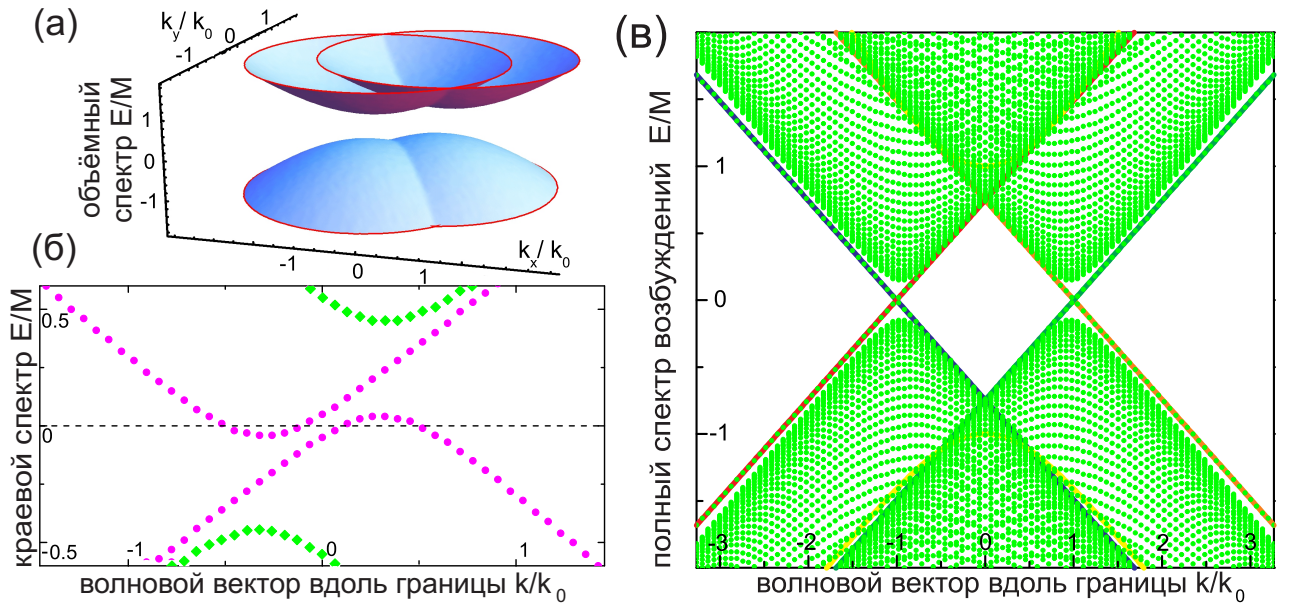 (а)
k_y/ k_0
-1
0
1
объёмный
спектр E/M
1
0
-1
-1
0
1
k_x/ k_0
(б)
краевой спектр E/M
0.5
0
-0.5
-1
0
1
волновой вектор вдоль границы k/k_0
(в)
полный спектр возбуждений E/M
1
0
-1
-3
-2
-1
0
1
2
3
волновой вектор вдоль границы k/k_0